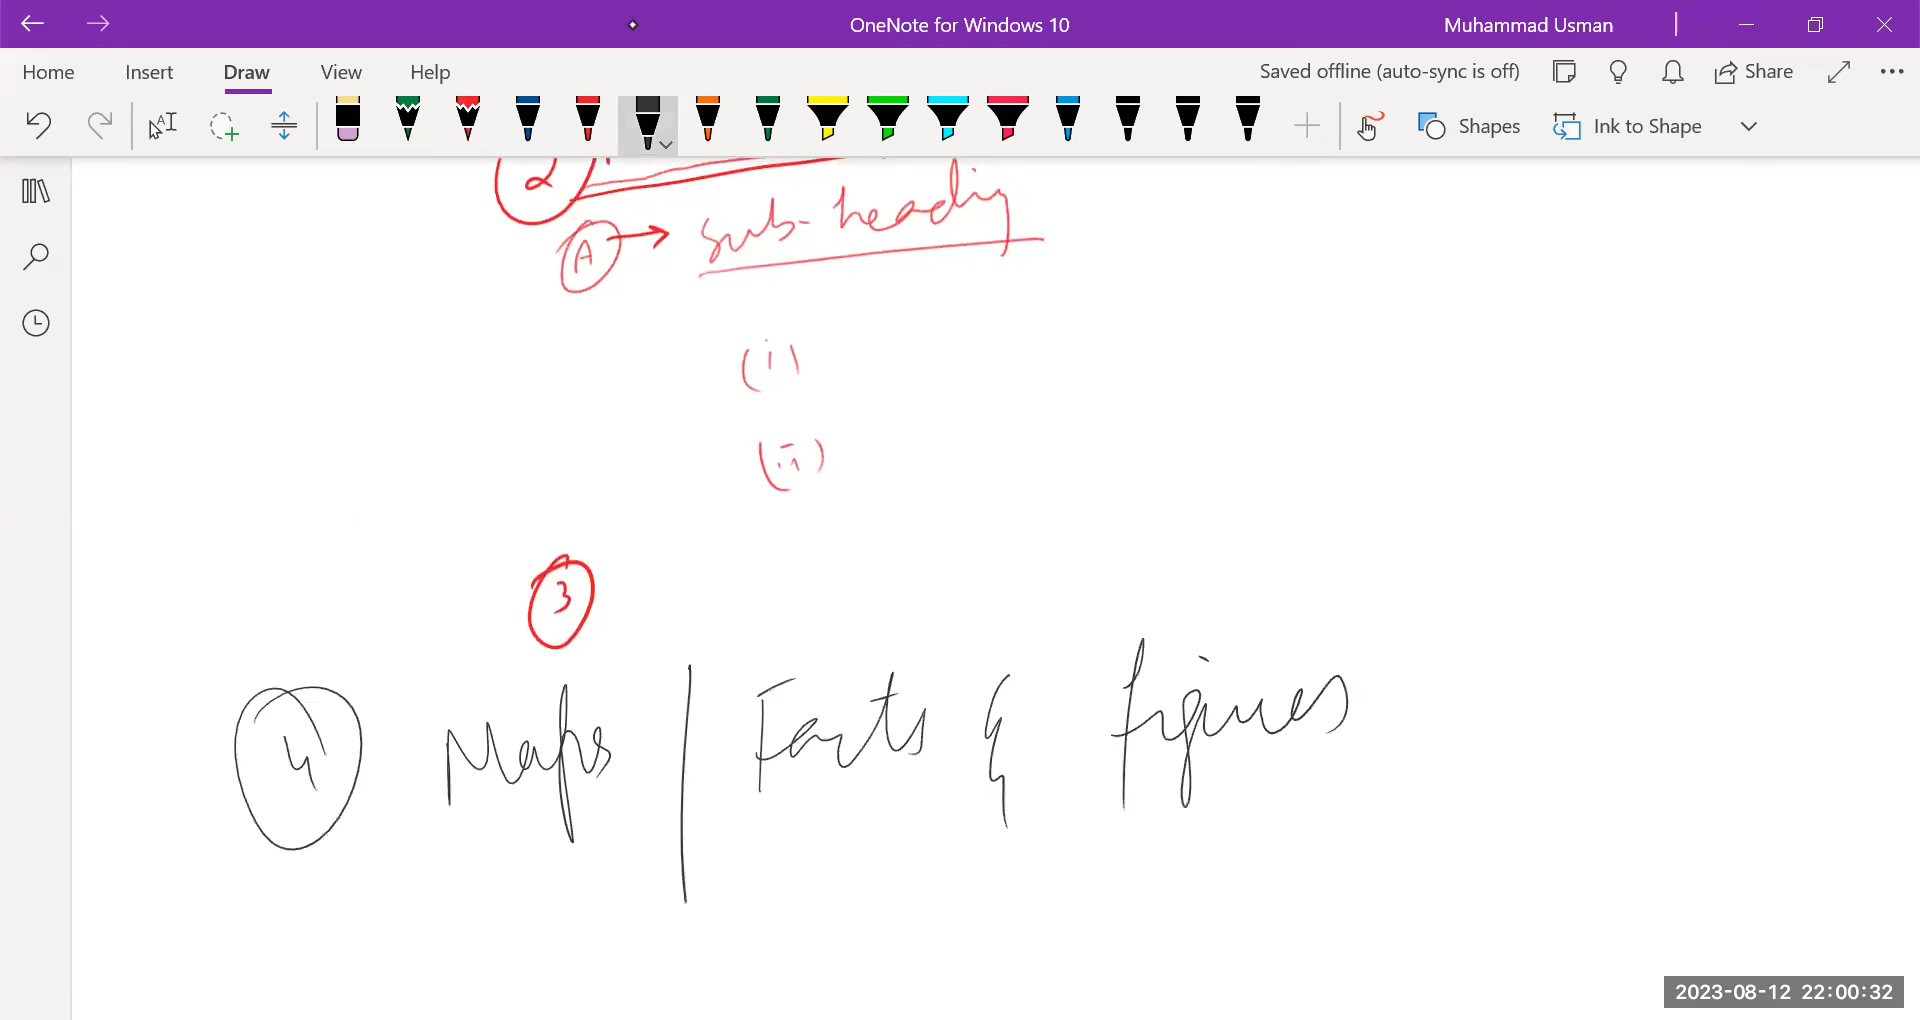 OneNote for Windows 10
Muhammad Usman
Home Insert Draw View Help
Saved offline (auto-sync is off) Share
Shapes Ink to Shape
2
A → sub-heading
(i)
(ii)
3
4 Maps | Facts & figures
2023-08-12 22:00:32